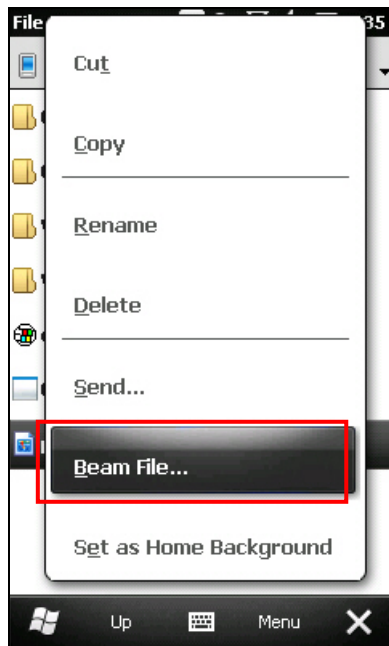 File
35
Cut
Copy
Rename
Delete
Send...
Beam File...
Set as Home Background
Up
Menu